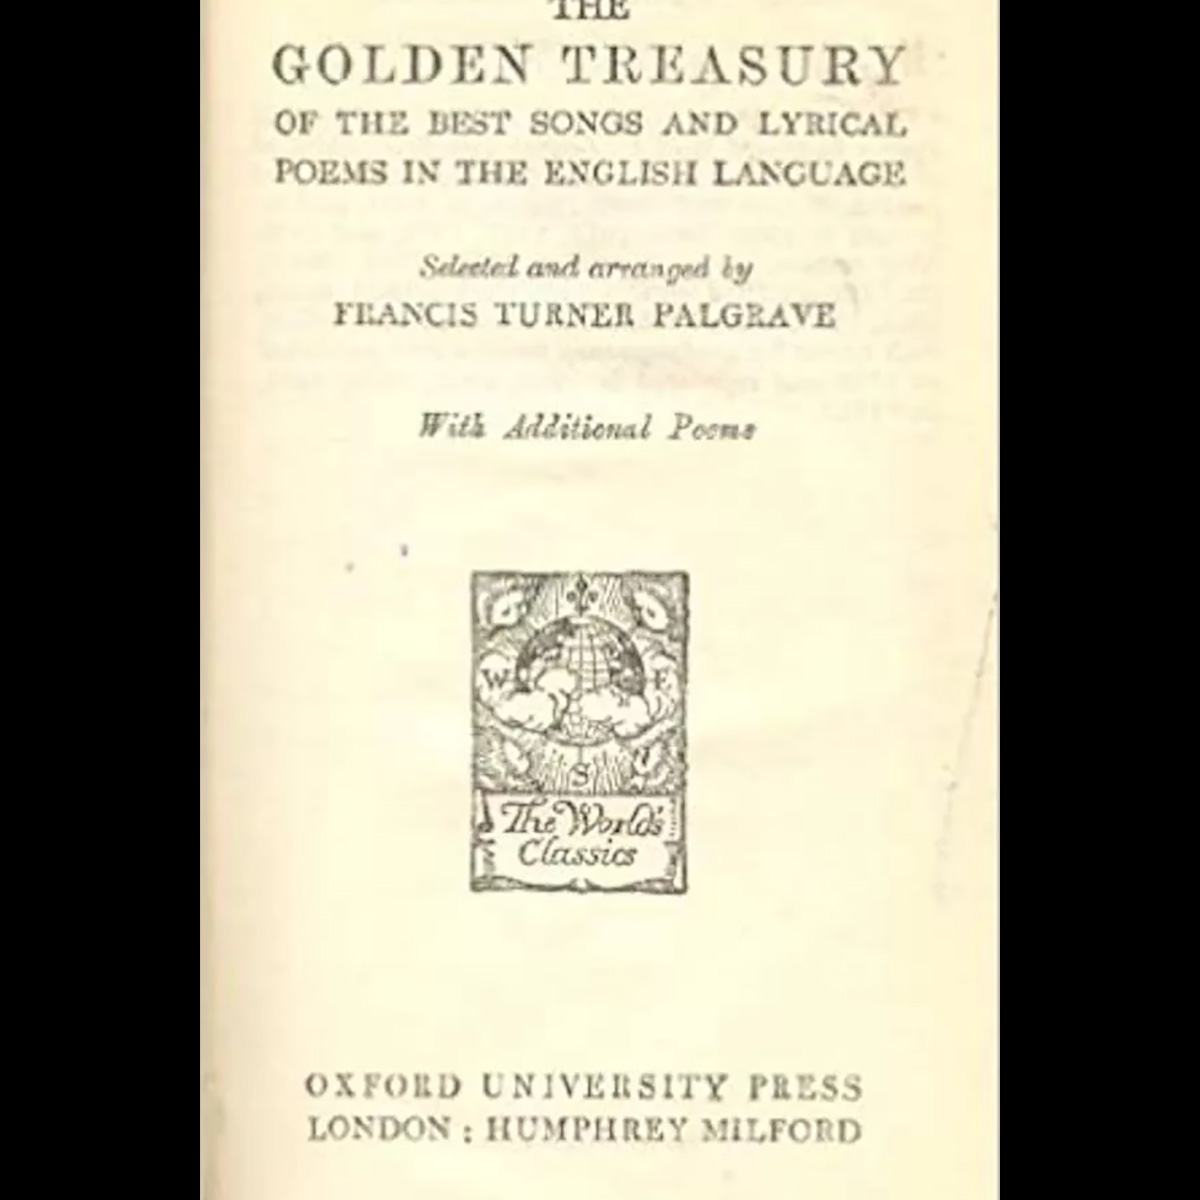 THE
GOLDEN TREASURY
OF THE BEST SONGS AND LYRICAL
POEMS IN THE ENGLISH LANGUAGE
Selected and arranged by
FRANCIS TURNER PALGRAVE
With Additional Poems
W E
S
The World's
Classics
OXFORD UNIVERSITY PRESS
LONDON : HUMPHREY MILFORD